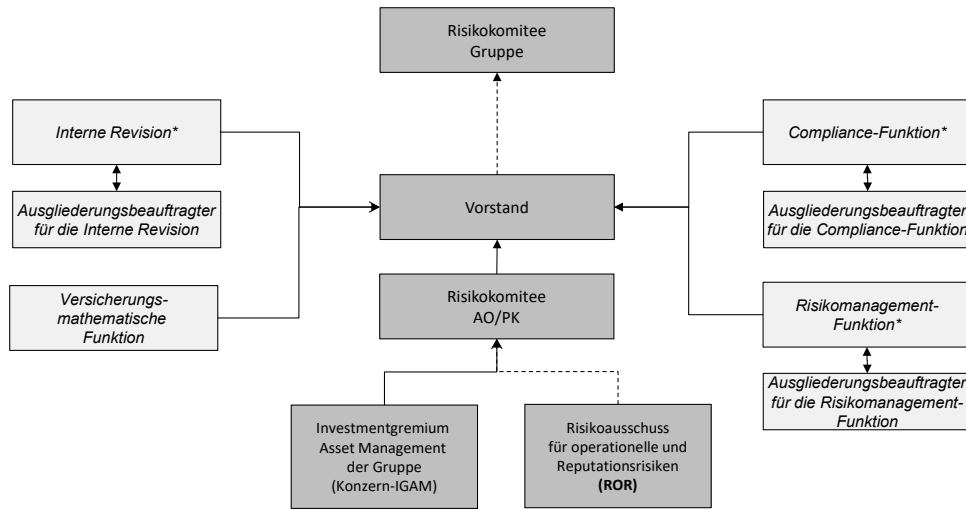 Risikokomitee
Gruppe
Interne Revision*
Compliance-Funktion*
Ausgliederungsbeauftragter
für die Interne Revision
Vorstand
Ausgliederungsbeauftragter
für die Compliance-Funktion
Versicherungs-
mathematische
Funktion
Risikokomitee
AO/PK
Risikomanagement-
Funktion*
Ausgliederungsbeauftragter
für die Risikomanagement-
Funktion
Investmentgremium
Asset Management
der Gruppe
(Konzern-IGAM)
Risikoausschuss
für operationelle und
Reputationsrisiken
(ROR)